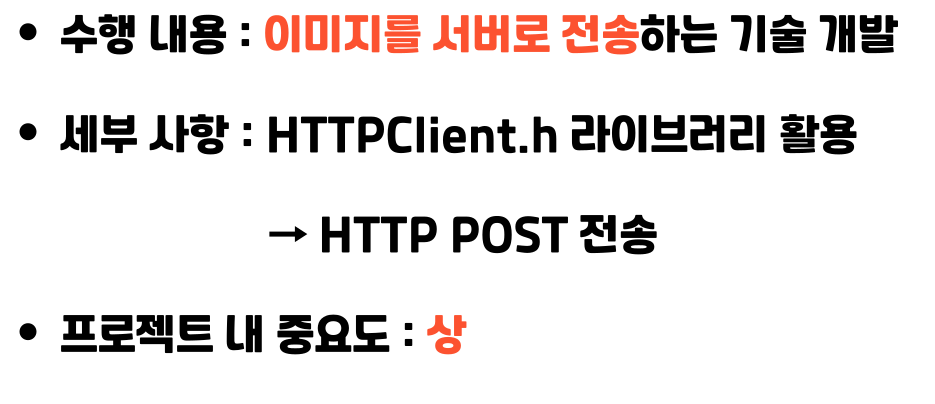 • 수행 내용 : 이미지를 서버로 전송하는 기술 개발
• 세부 사항 : HTTPClient.h 라이브러리 활용
→ HTTP POST 전송
• 프로젝트 내 중요도 : 상